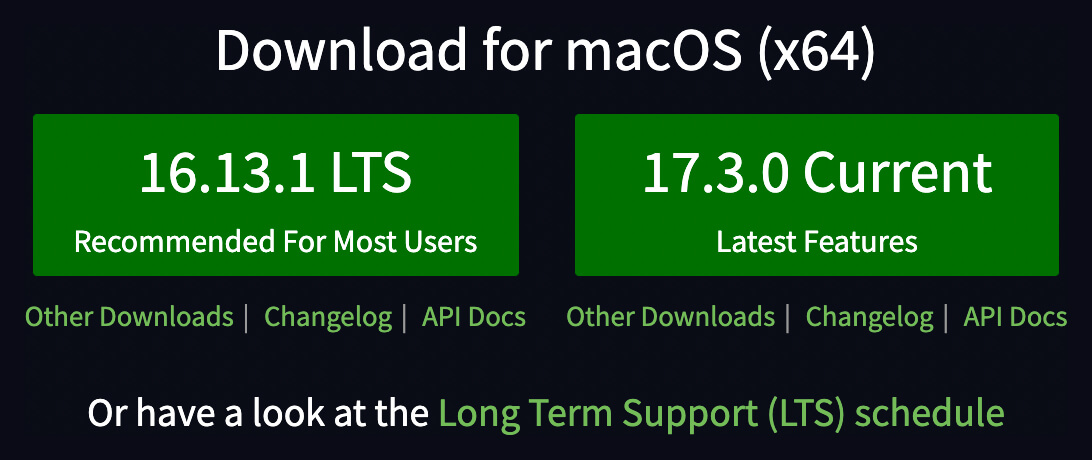 Download for macOS (x64)
16.13.1 LTS
Recommended For Most Users
Other Downloads | Changelog | API Docs
17.3.0 Current
Latest Features
Other Downloads | Changelog | API Docs
Or have a look at the Long Term Support (LTS) schedule